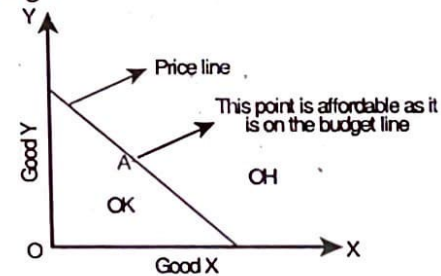 Y
Price line
This point is affordable as it
is on the budget line
Good Y
A
OH
OK
O
X
Good X